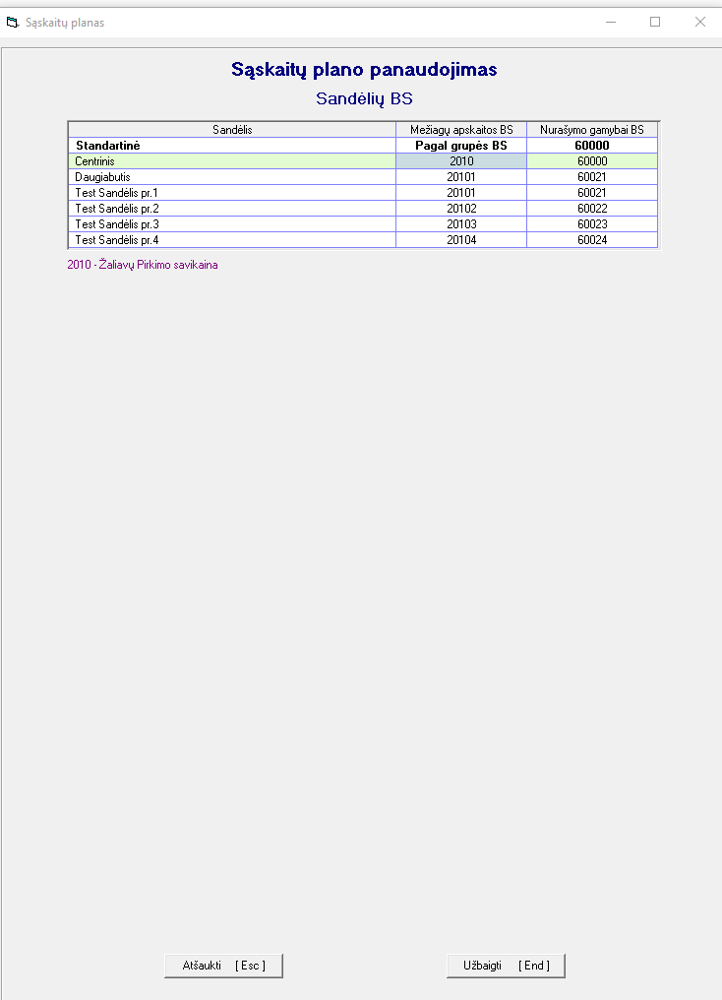 Sąskaitų planas
Sąskaitų plano panaudojimas
Sandėlių BS
Sandėlis Mežiagų apskaitos BS Nurašymo gamybai BS
Standartinė Pagal grupės BS 60000
Centrinis 2010 60000
Daugiabutis 20101 60021
Test Sandėlis pr.1 20101 60021
Test Sandėlis pr.2 20102 60022
Test Sandėlis pr.3 20103 60023
Test Sandėlis pr.4 20104 60024
2010 - Žaliavų Pirkimo savikaina
Atšaukti [ Esc ] Užbaigti [ End ]